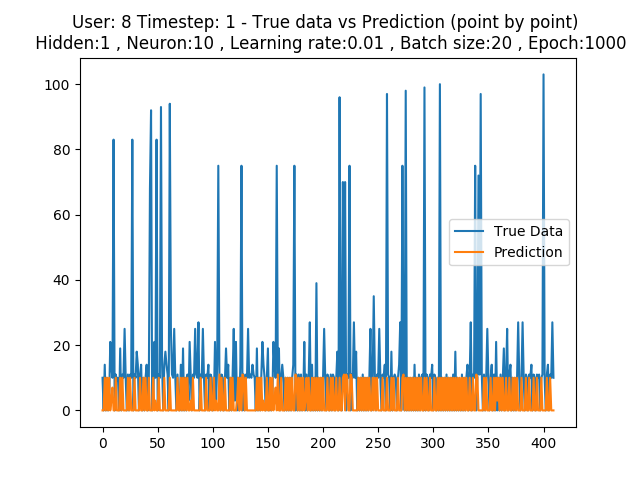 User: 8 Timestep: 1 - True data vs Prediction (point by point)
Hidden:1 , Neuron:10 , Learning rate:0.01 , Batch size:20 , Epoch:1000
100
80
60
40
20
0
True Data
Prediction
0 50 100 150 200 250 300 350 400